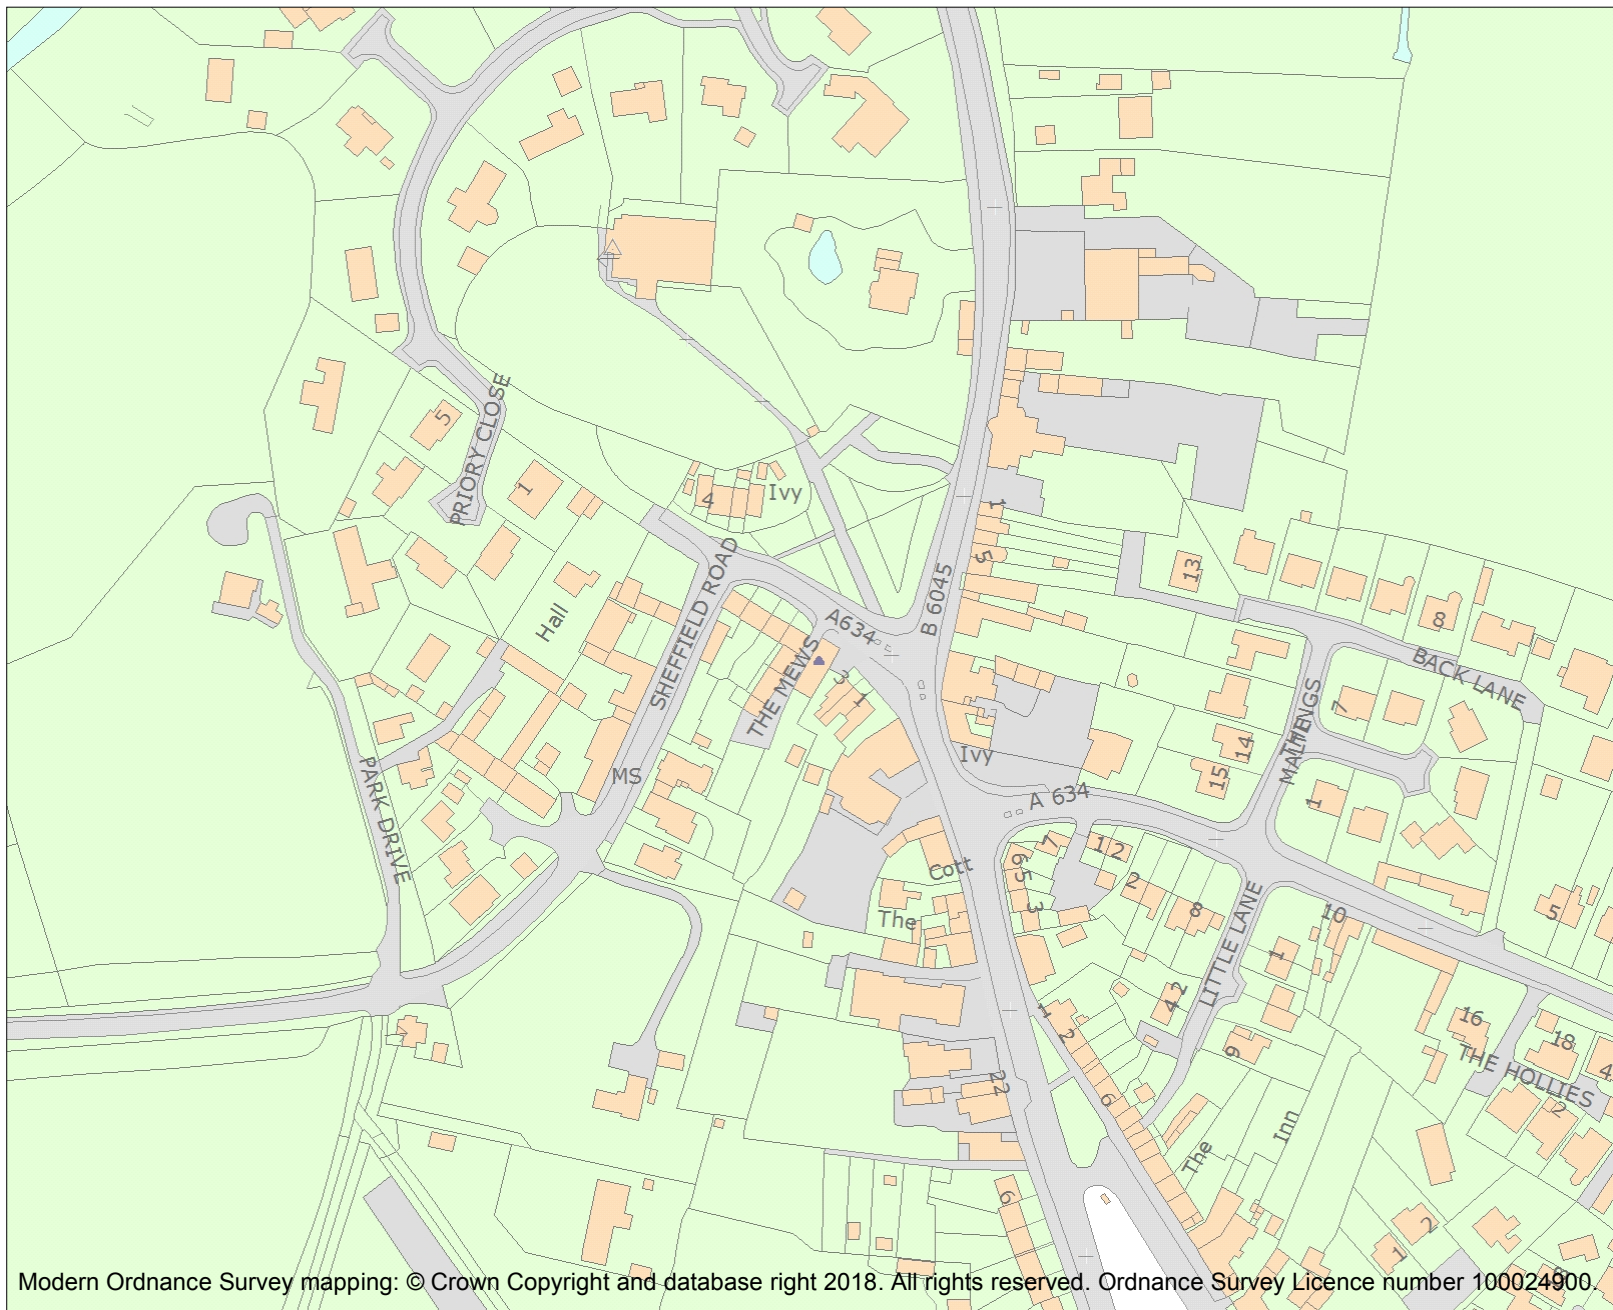 PRIORY CLOSE
5
1
4
Ivy
1
5
B 6045
13
8
BACK LANE
SHEFFIELD ROAD
Hall
A634
THE MEWS
3
1
Ivy
MS
THE
MALTINGS
7
14
15
1
A 634
PARK DRIVE
Cott
The
6
5
3
7
1 2
2
8
LITTLE LANE
10
1
5
4 2
9
16
18
4
THE HOLLIES
2
1
2
6
22
The
Inn
6
2
1
8
Modern Ordnance Survey mapping: © Crown Copyright and database right 2018. All rights reserved. Ordnance Survey Licence number 100024900.